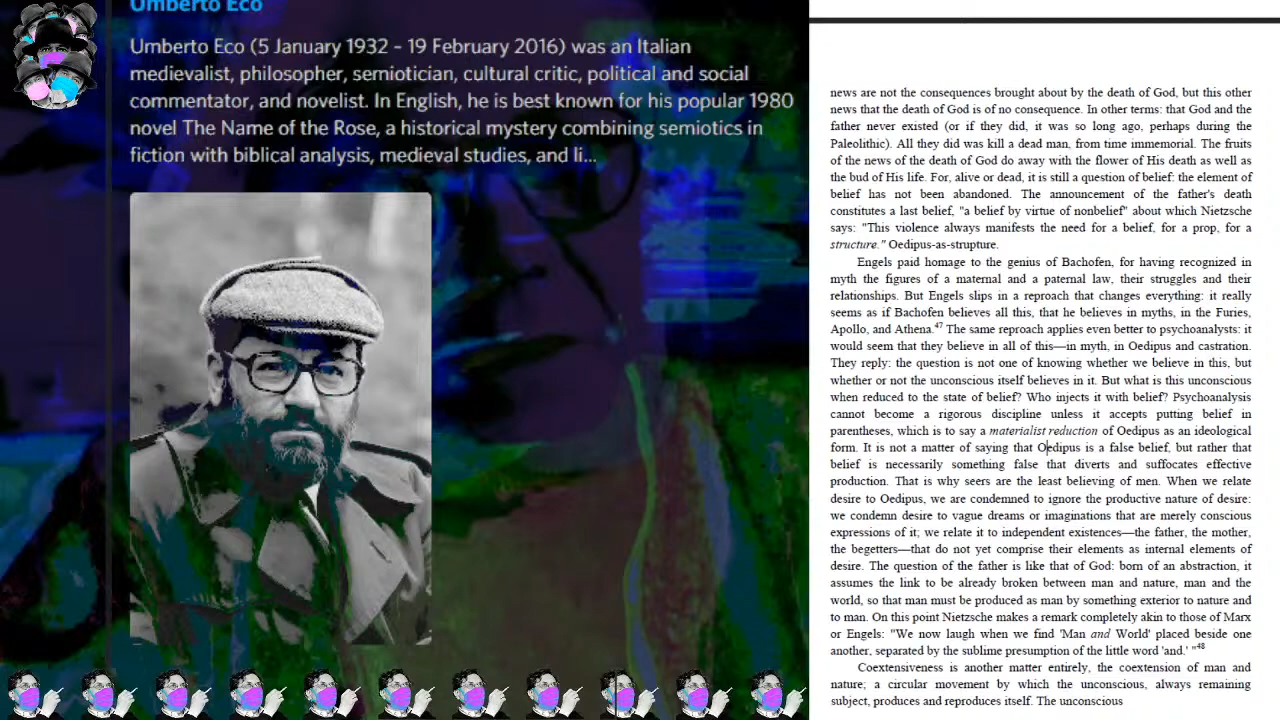 Umberto Eco
Umberto Eco (5 January 1932 - 19 February 2016) was an Italian
medievalist, philosopher, semiotician, cultural critic, political and social
commentator, and novelist. In English, he is best known for his popular 1980
novel The Name of the Rose, a historical mystery combining semiotics in
fiction with biblical analysis, medieval studies, and li...
news are not the consequences brought about by the death of God, but this other
news that the death of God is of no consequence. In other terms: that God and the
father never existed (or if they did, it was so long ago, perhaps during the
Paleolithic). All they did was kill a dead man, from time immemorial. The fruits
of the news of the death of God do away with the flower of His death as well as
the bud of His life. For, alive or dead, it is still a question of belief: the element of
belief has not been abandoned. The announcement of the father's death
constitutes a last belief, "a belief by virtue of nonbelief" about which Nietzsche
says: "This violence always manifests the need for a belief, for a prop, for a
structure." Oedipus-as-strupture.
Engels paid homage to the genius of Bachofen, for having recognized in
myth the figures of a maternal and a paternal law, their struggles and their
relationships. But Engels slips in a reproach that changes everything: it really
seems as if Bachofen believes all this, that he believes in myths, in the Furies,
Apollo, and Athena.47 The same reproach applies even better to psychoanalysts: it
would seem that they believe in all of this—in myth, in Oedipus and castration.
They reply: the question is not one of knowing whether we believe in this, but
whether or not the unconscious itself believes in it. But what is this unconscious
when reduced to the state of belief? Who injects it with belief? Psychoanalysis
cannot become a rigorous discipline unless it accepts putting belief in
parentheses, which is to say a materialist reduction of Oedipus as an ideological
form. It is not a matter of saying that Oedipus is a false belief, but rather that
belief is necessarily something false that diverts and suffocates effective
production. That is why seers are the least believing of men. When we relate
desire to Oedipus, we are condemned to ignore the productive nature of desire:
we condemn desire to vague dreams or imaginations that are merely conscious
expressions of it; we relate it to independent existences—the father, the mother,
the begetters—that do not yet comprise their elements as internal elements of
desire. The question of the father is like that of God: born of an abstraction, it
assumes the link to be already broken between man and nature, man and the
world, so that man must be produced as man by something exterior to nature and
to man. On this point Nietzsche makes a remark completely akin to those of Marx
or Engels: "We now laugh when we find 'Man and World' placed beside one
another, separated by the sublime presumption of the little word 'and.' "48
Coextensiveness is another matter entirely, the coextension of man and
nature; a circular movement by which the unconscious, always remaining
subject, produces and reproduces itself. The unconscious